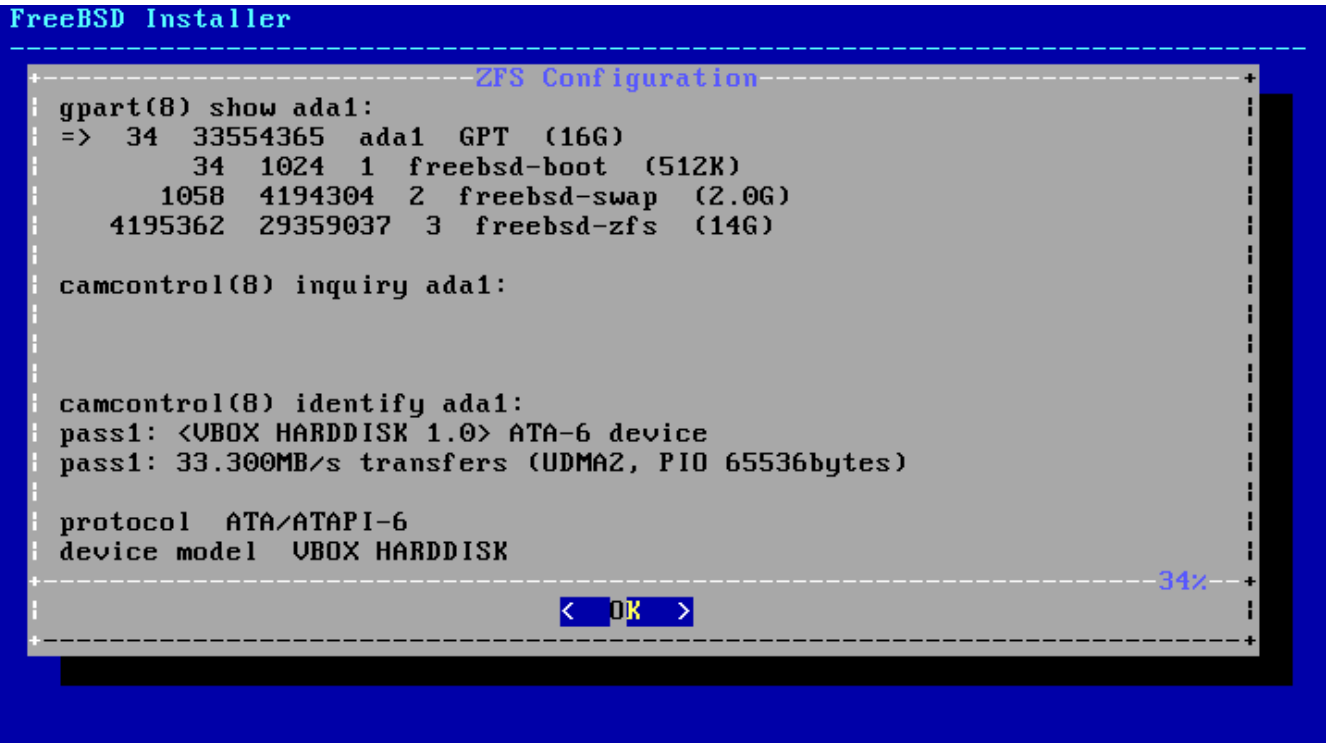 FreeBSD Installer
ZFS Configuration
gpart(8) show ada1:
=> 34 33554365 ada1 GPT (16G)
34 1024 1 freebsd-boot (512K)
1058 4194304 2 freebsd-swap (2.0G)
4195362 29359037 3 freebsd-zfs (14G)
camcontrol(8) inquiry ada1:
camcontrol(8) identify ada1:
pass1: <VBOX HARDDISK 1.0> ATA-6 device
pass1: 33.300MB/s transfers (UDMA2, PIO 65536bytes)
protocol ATA/ATAPI-6
device model VBOX HARDDISK
34%
< OK >